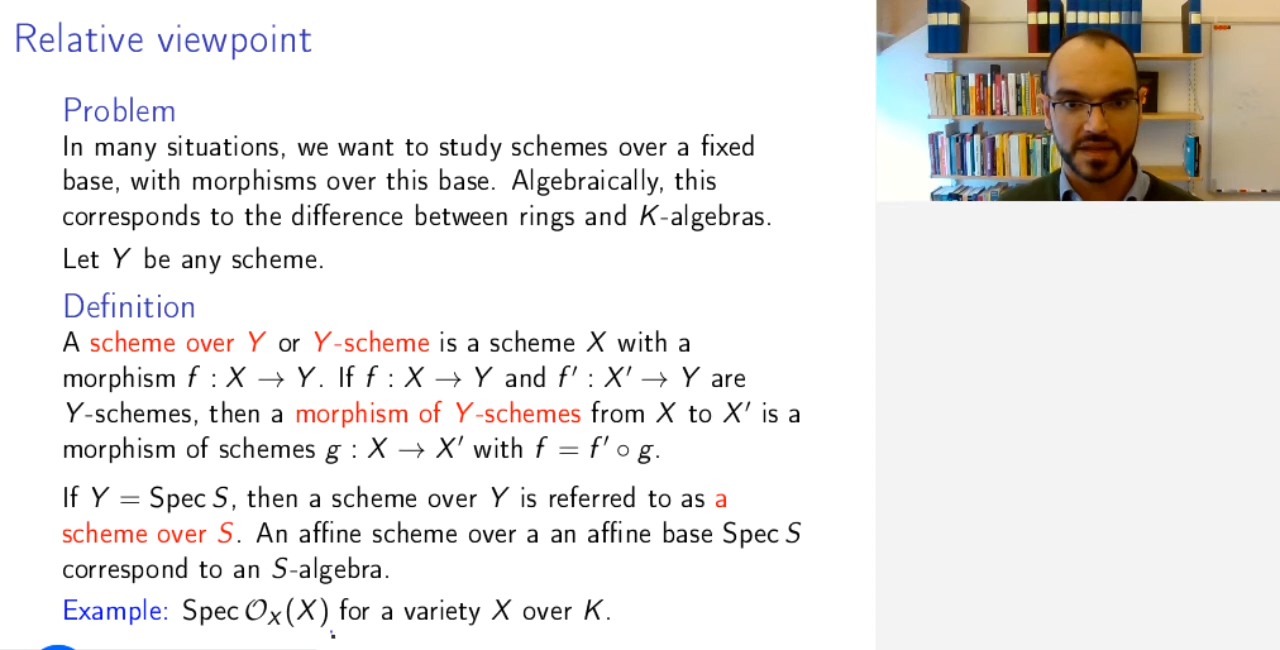 Relative viewpoint
Problem
In many situations, we want to study schemes over a fixed
base, with morphisms over this base. Algebraically, this
corresponds to the difference between rings and K-algebras.
Let Y be any scheme.
Definition
A scheme over Y or Y-scheme is a scheme X with a
morphism f : X → Y. If f : X → Y and f′ : X′ → Y are
Y-schemes, then a morphism of Y-schemes from X to X′ is a
morphism of schemes g : X → X′ with f = f′ ∘ g.
If Y = Spec S, then a scheme over Y is referred to as a
scheme over S. An affine scheme over a an affine base Spec S
correspond to an S-algebra.
Example: Spec 𝒪_X(X) for a variety X over K.